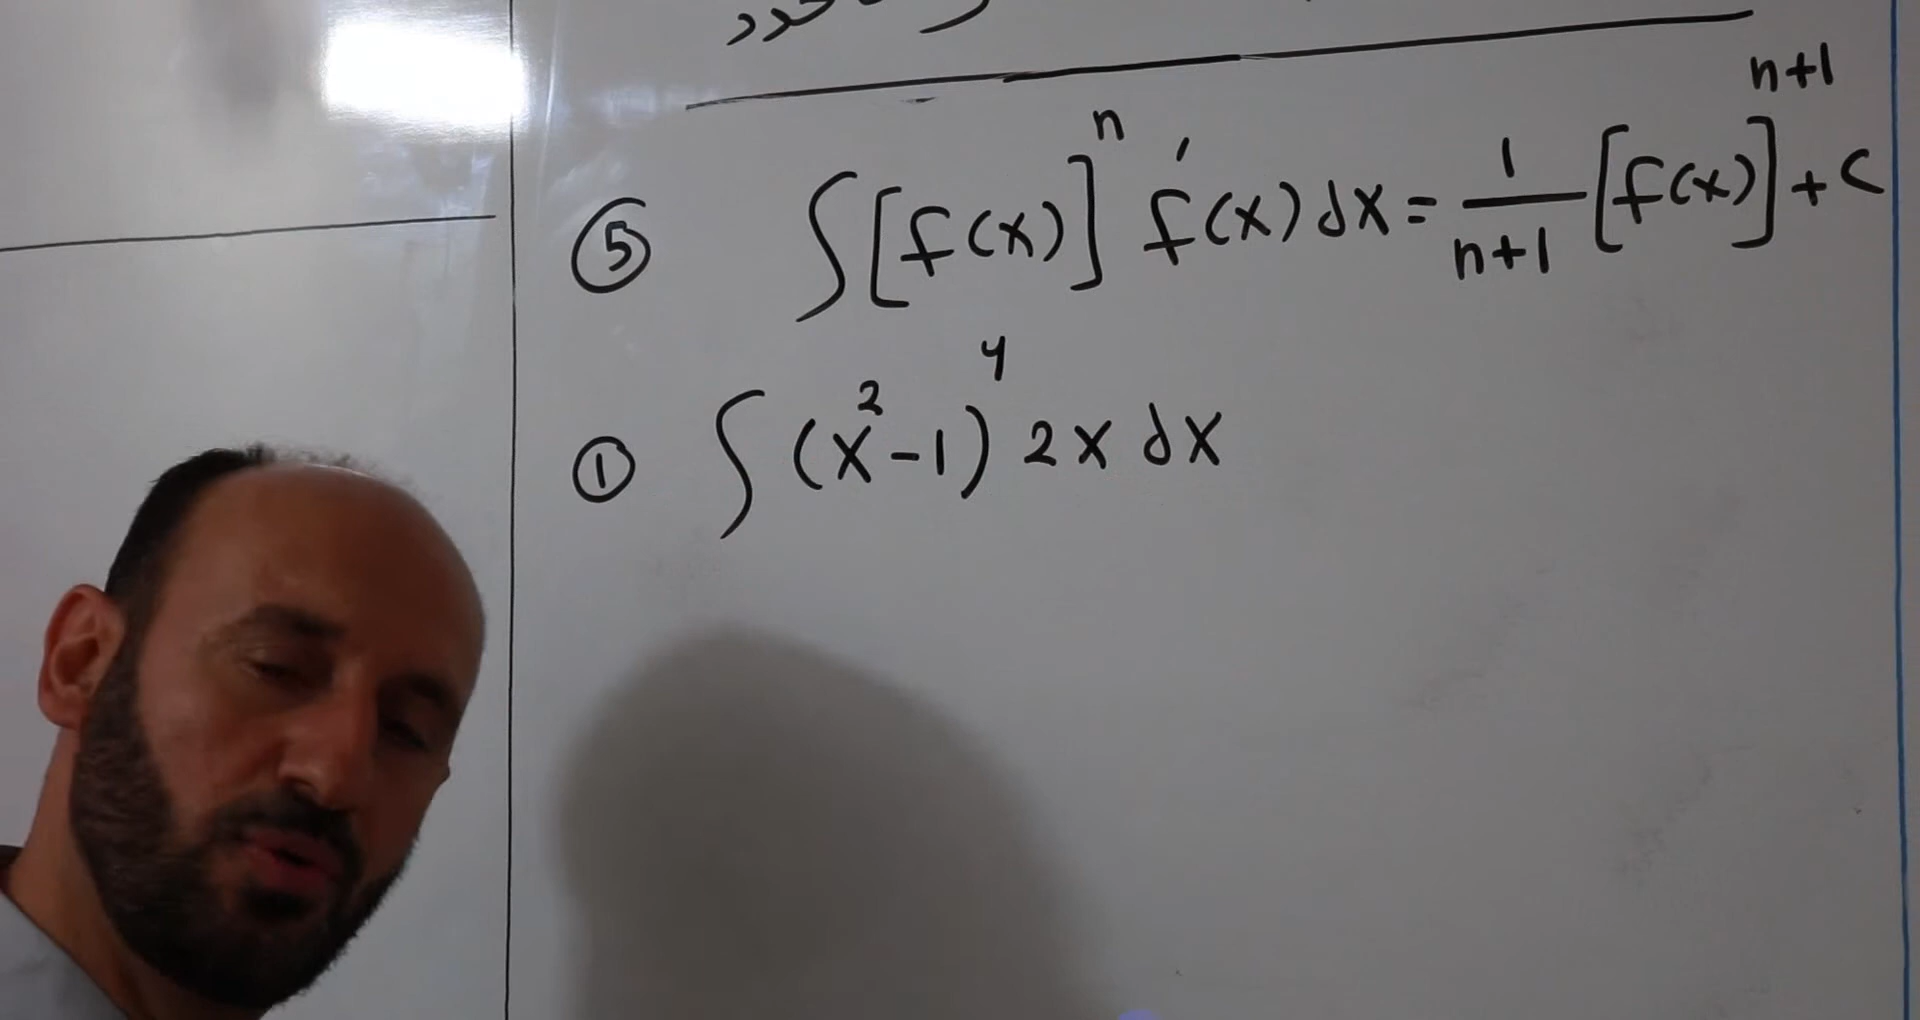 ⑤ ∫[f(x)]ⁿ f′(x) dx = 1/(n+1) [f(x)]ⁿ⁺¹ + c
① ∫(x²-1)⁴ 2x dx